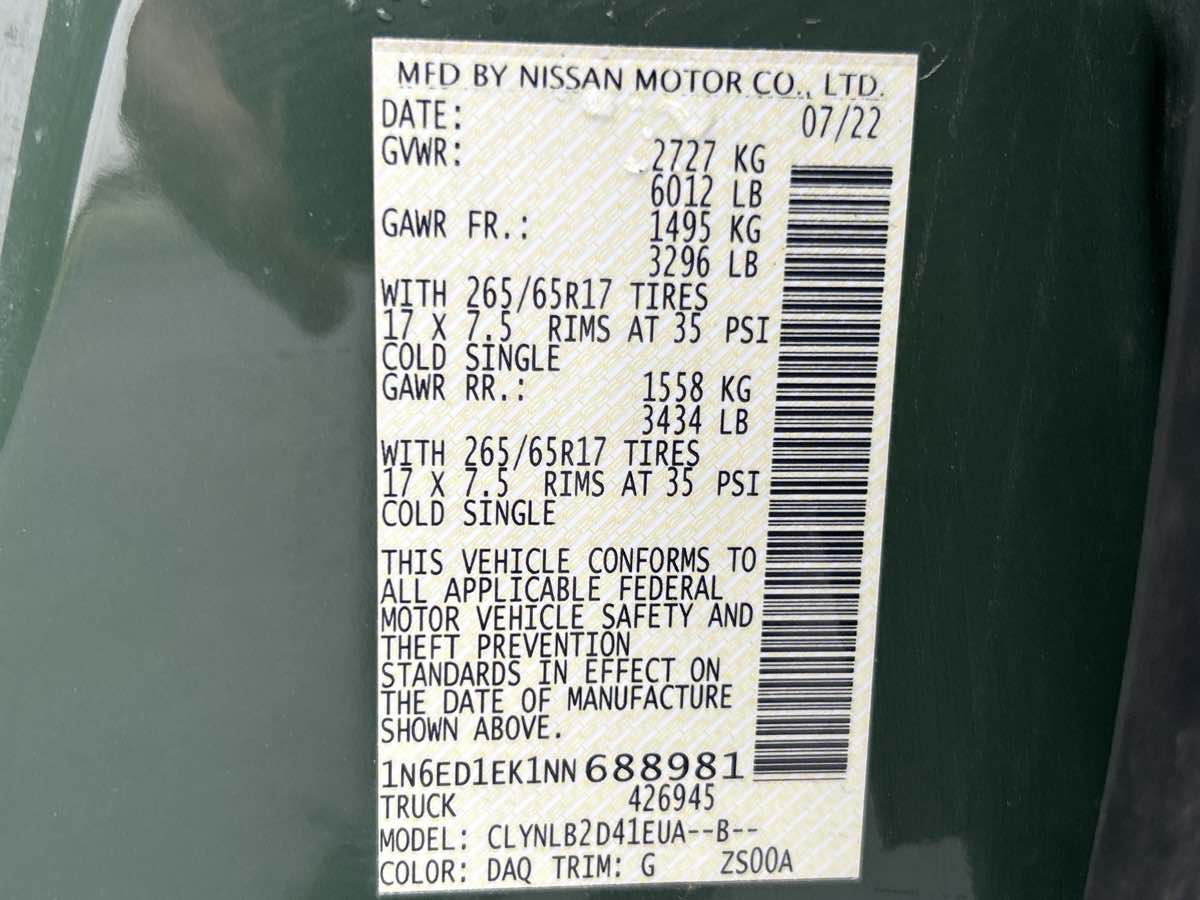 MFD BY NISSAN MOTOR CO., LTD.
DATE: 07/22
GVWR: 2727 KG
6012 LB
GAWR FR.: 1495 KG
3296 LB
WITH 265/65R17 TIRES
17 X 7.5 RIMS AT 35 PSI
COLD SINGLE
GAWR RR.: 1558 KG
3434 LB
WITH 265/65R17 TIRES
17 X 7.5 RIMS AT 35 PSI
COLD SINGLE
THIS VEHICLE CONFORMS TO
ALL APPLICABLE FEDERAL
MOTOR VEHICLE SAFETY AND
THEFT PREVENTION
STANDARDS IN EFFECT ON
THE DATE OF MANUFACTURE
SHOWN ABOVE.
1N6ED1EK1NN688981
TRUCK 426945
MODEL: CLYNLB2D41EUA--B--
COLOR: DAQ TRIM: G ZS00A